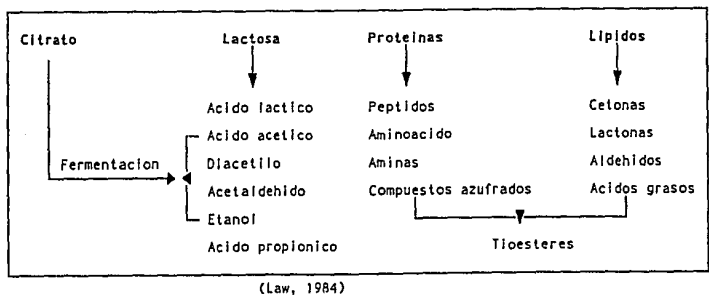 Citrato Lactosa Proteinas Lipidos
Acido lactico Peptidos Cetonas
Acido acetico Aminoacido Lactonas
Fermentacion Diacetilo Aminas Aldehidos
Acetaldehido Compuestos azufrados Acidos grasos
Etanol
Acido propionico Tioesteres
(Law, 1984)